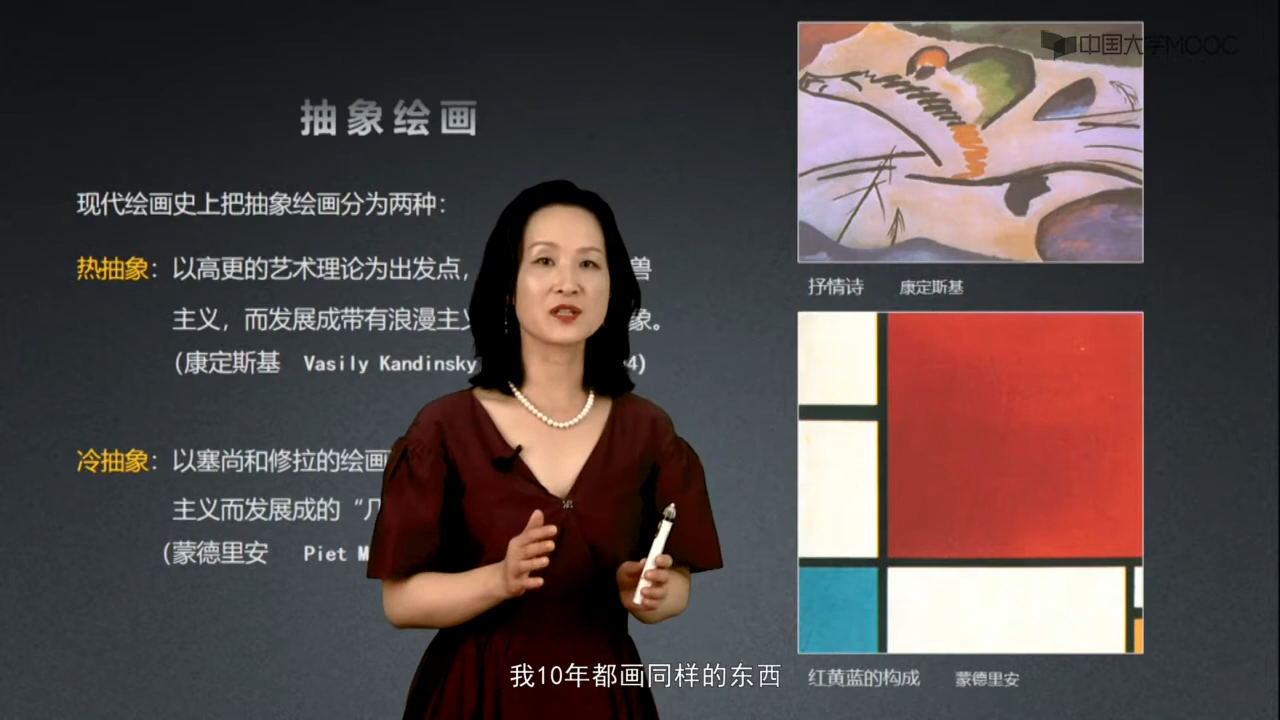 中国大学MOOC
抽象绘画
现代绘画史上把抽象绘画分为两种：
热抽象：以高更的艺术理论为出发点， 兽
主义，而发展成带有浪漫主 象。
（康定斯基 Vasily Kandinsky 4）
冷抽象：以塞尚和修拉的绘画
主义而发展成的“几
（蒙德里安 Piet M
抒情诗 康定斯基
红黄蓝的构成 蒙德里安
我10年都画同样的东西